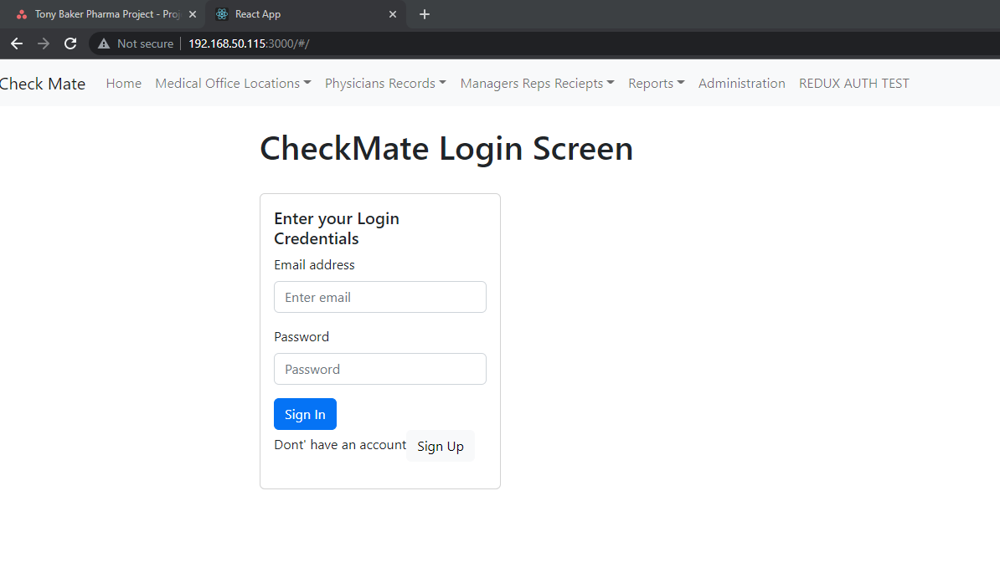 Tony Baker Pharma Project - Proj
React App
Not secure 192.168.50.115:3000/#/
Check Mate Home Medical Office Locations Physicians Records Managers Reps Reciepts Reports Administration REDUX AUTH TEST
CheckMate Login Screen
Enter your Login
Credentials
Email address
Enter email
Password
Password
Sign In
Dont' have an account Sign Up